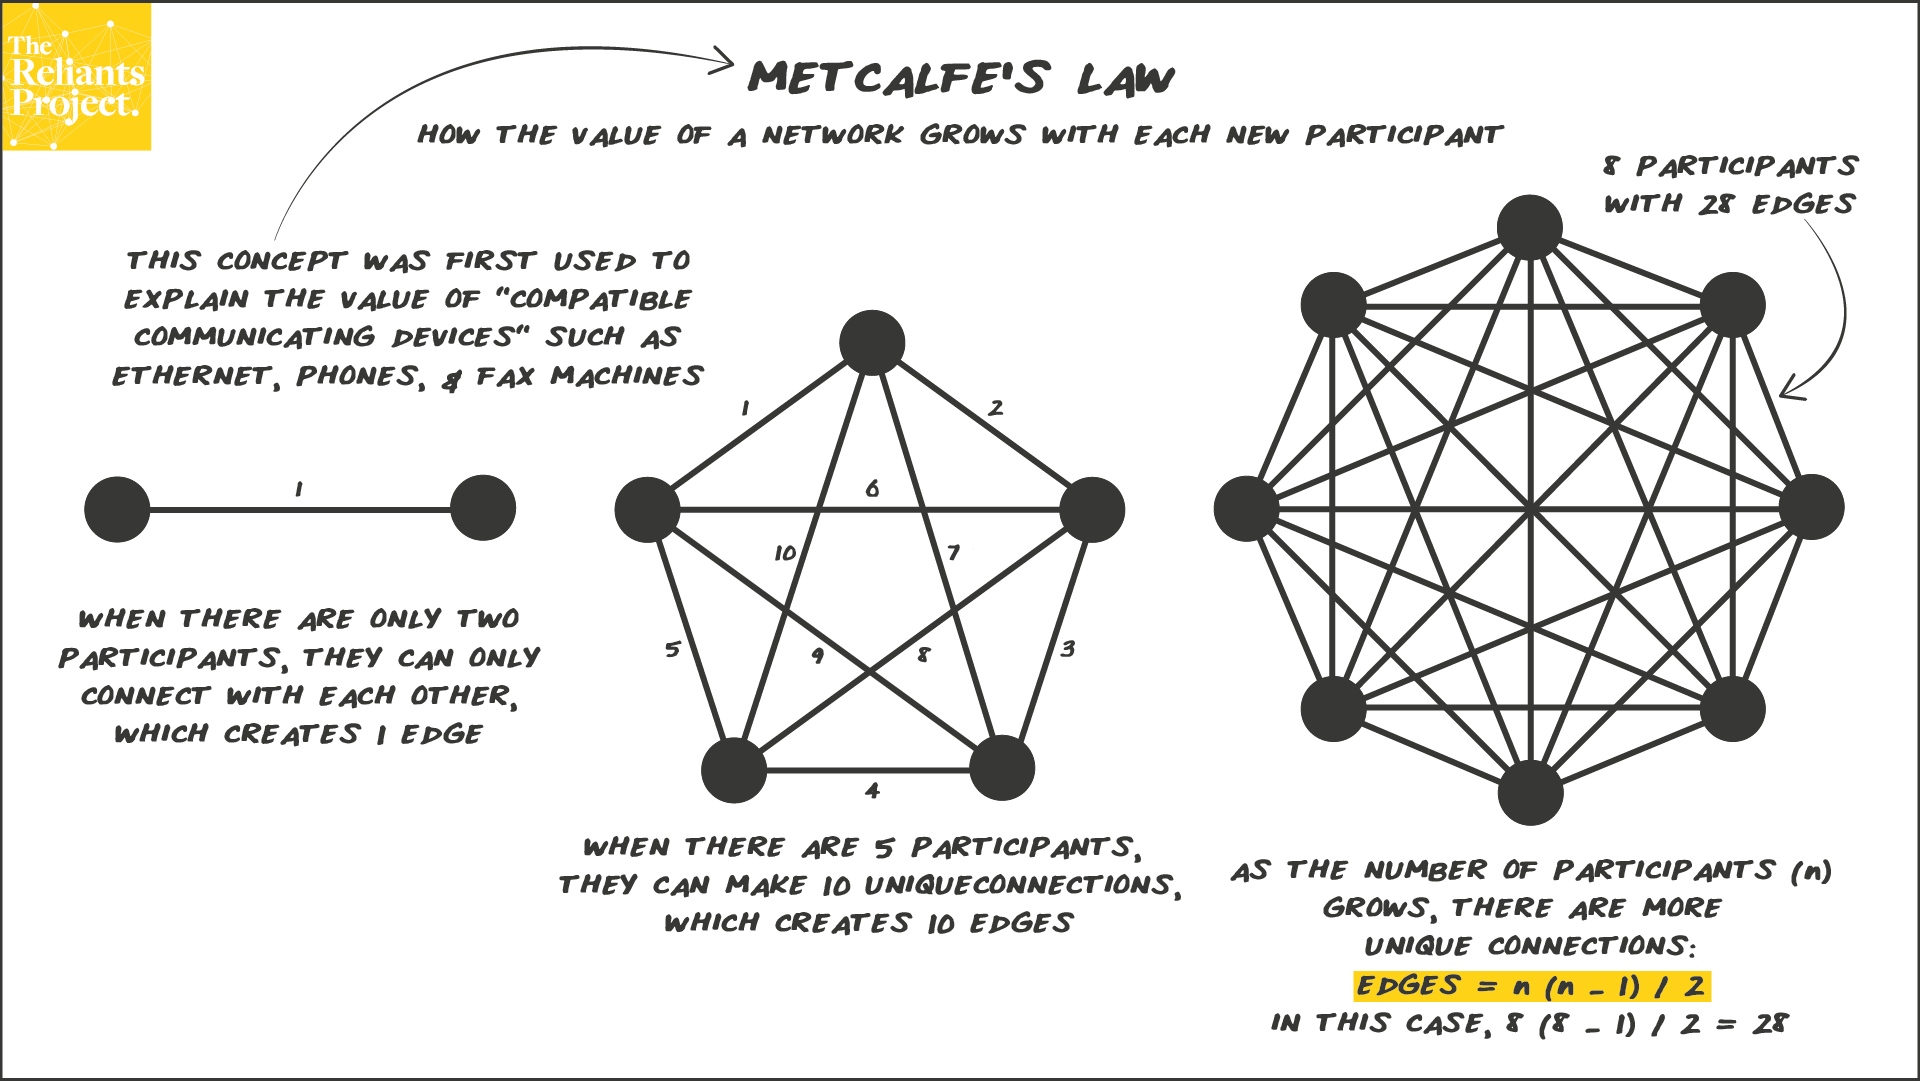 The
Reliants
Project.
METCALFE'S LAW
HOW THE VALUE OF A NETWORK GROWS WITH EACH NEW PARTICIPANT
8 PARTICIPANTS
WITH 28 EDGES
THIS CONCEPT WAS FIRST USED TO
EXPLAIN THE VALUE OF "COMPATIBLE
COMMUNICATING DEVICES" SUCH AS
ETHERNET, PHONES, & FAX MACHINES
1
WHEN THERE ARE ONLY TWO
PARTICIPANTS, THEY CAN ONLY
CONNECT WITH EACH OTHER,
WHICH CREATES 1 EDGE
1
2
6
10
7
5
9
8
3
4
WHEN THERE ARE 5 PARTICIPANTS,
THEY CAN MAKE 10 UNIQUECONNECTIONS,
WHICH CREATES 10 EDGES
AS THE NUMBER OF PARTICIPANTS (n)
GROWS, THERE ARE MORE
UNIQUE CONNECTIONS:
EDGES = n (n - 1) / 2
IN THIS CASE, 8 (8 - 1) / 2 = 28